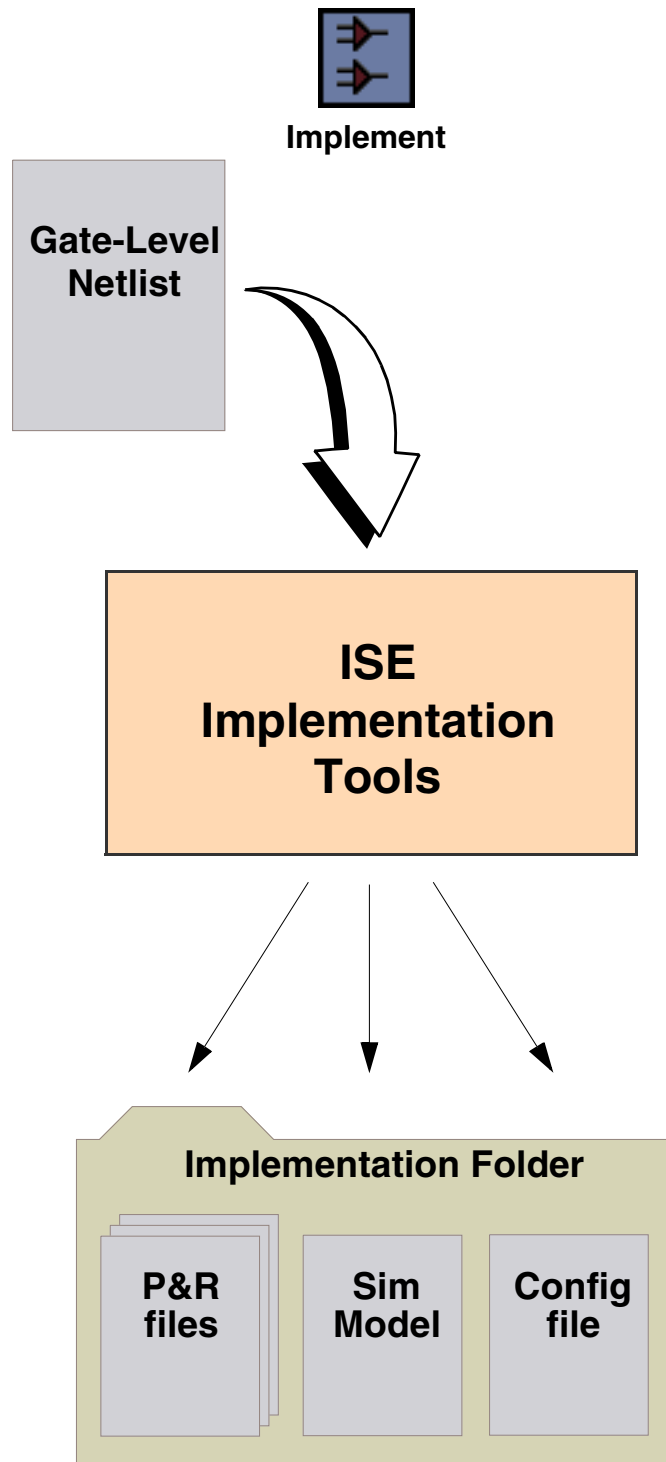 Implement
Gate-Level
Netlist
ISE
Implementation
Tools
Implementation Folder
P&R
files
Sim
Model
Config
file